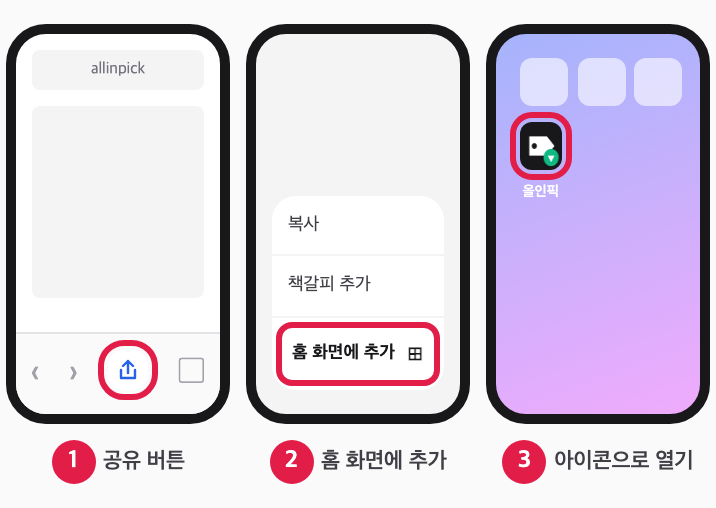 allinpick
복사
책갈피 추가
홈 화면에 추가
올인픽
1 공유 버튼
2 홈 화면에 추가
3 아이콘으로 열기